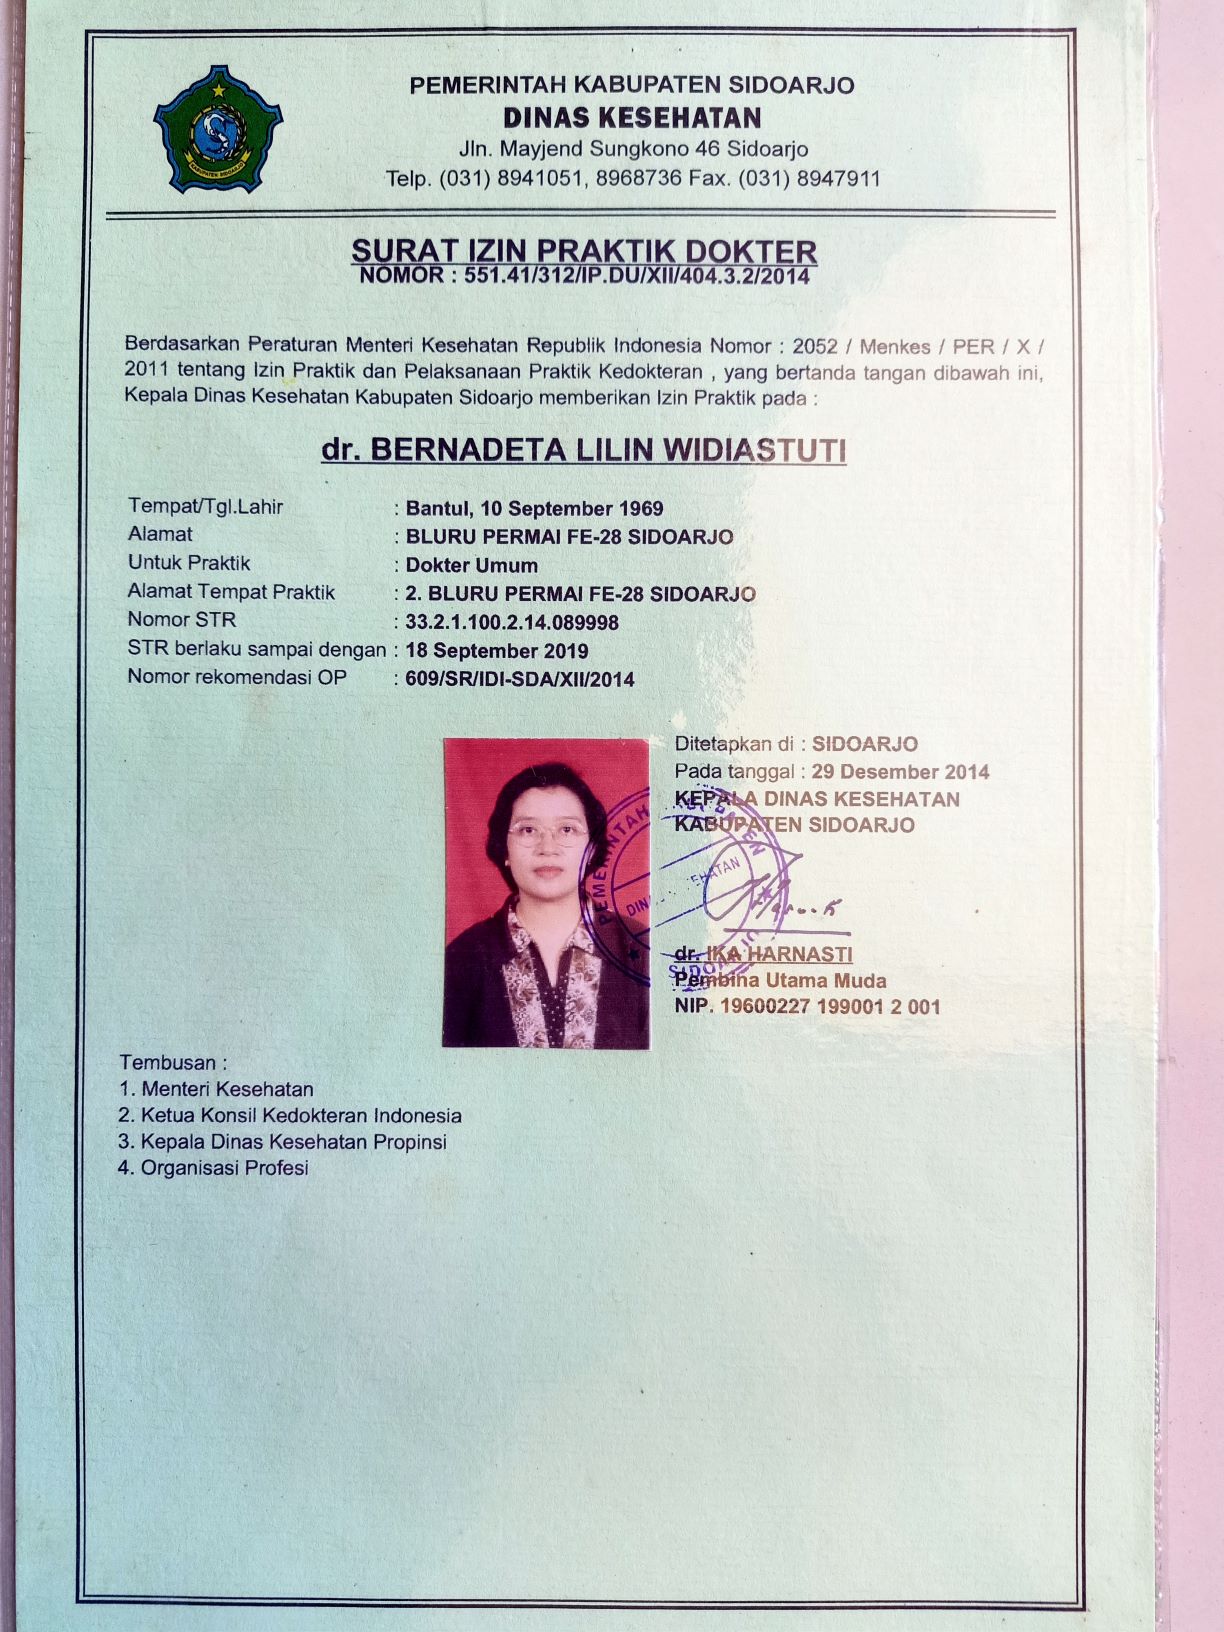 PEMERINTAH KABUPATEN SIDOARJO
DINAS KESEHATAN
Jln. Mayjend Sungkono 46 Sidoarjo
Telp. (031) 8941051, 8968736 Fax. (031) 8947911
KABUPATEN SIDOARJO
SURAT IZIN PRAKTIK DOKTER
NOMOR : 551.41/312/IP.DU/XII/404.3.2/2014
Berdasarkan Peraturan Menteri Kesehatan Republik Indonesia Nomor : 2052 / Menkes / PER / X /
2011 tentang Izin Praktik dan Pelaksanaan Praktik Kedokteran , yang bertanda tangan dibawah ini,
Kepala Dinas Kesehatan Kabupaten Sidoarjo memberikan Izin Praktik pada :
dr. BERNADETA LILIN WIDIASTUTI
Tempat/Tgl.Lahir : Bantul, 10 September 1969
Alamat : BLURU PERMAI FE-28 SIDOARJO
Untuk Praktik : Dokter Umum
Alamat Tempat Praktik : 2. BLURU PERMAI FE-28 SIDOARJO
Nomor STR : 33.2.1.100.2.14.089998
STR berlaku sampai dengan : 18 September 2019
Nomor rekomendasi OP : 609/SR/IDI-SDA/XII/2014
Ditetapkan di : SIDOARJO
Pada tanggal : 29 Desember 2014
KEPALA DINAS KESEHATAN
KABUPATEN SIDOARJO
PEMERINTAH
SIDOARJO
dr. IKA HARNASTI
Pembina Utama Muda
NIP. 19600227 199001 2 001
Tembusan :
1. Menteri Kesehatan
2. Ketua Konsil Kedokteran Indonesia
3. Kepala Dinas Kesehatan Propinsi
4. Organisasi Profesi